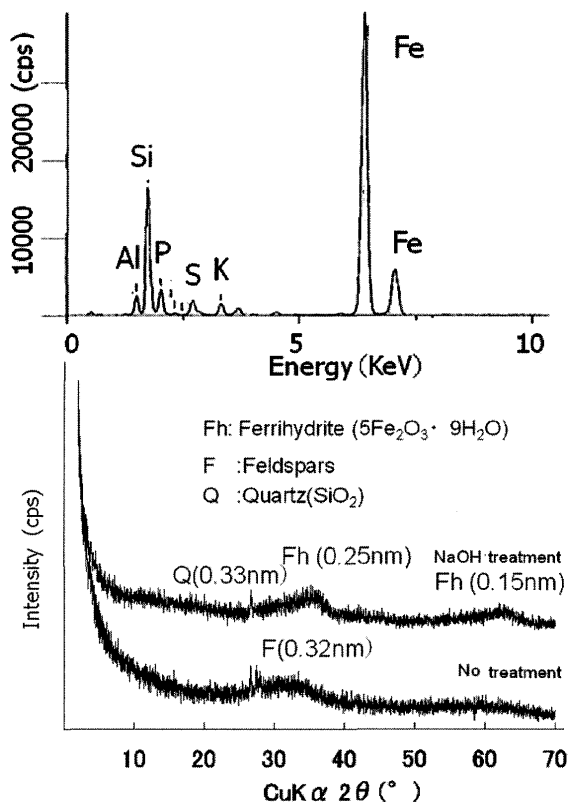 20000 (cps)
10000
Fe
Si
Al
P
S
K
Fe
0
5
10
Energy (KeV)
Fh: Ferrihydrite (5Fe₂O₃・ 9H₂O)
F :Feldspars
Q :Quartz(SiO₂)
Intensity (cps)
Q(0.33nm)
Fh (0.25nm)
NaOH treatment
Fh (0.15nm)
F(0.32nm)
No treatment
10 20 30 40 50 60 70
CuKα 2θ(°)